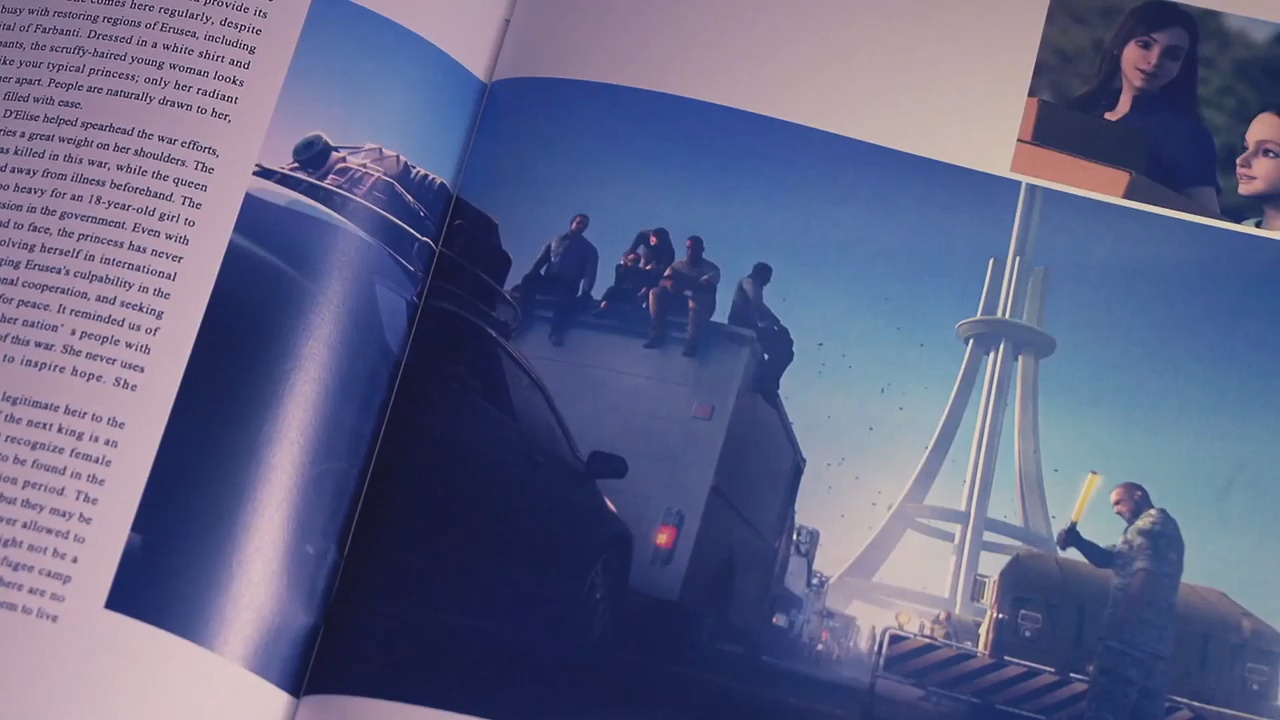 provide its
comes here regularly, despite
busy with restoring regions of Erusea, including
ital of Farbanti. Dressed in a white shirt and
pants, the scruffy-haired young woman looks
ike your typical princess; only her radiant
her apart. People are naturally drawn to her,
filled with ease.
D'Elise helped spearhead the war efforts,
ries a great weight on her shoulders. The
as killed in this war, while the queen
d away from illness beforehand. The
oo heavy for an 18-year-old girl to
sion in the government. Even with
nd to face, the princess has never
olving herself in international
ging Erusea's culpability in the
nal cooperation, and seeking
for peace. It reminded us of
her nation's people with
of this war. She never uses
to inspire hope. She
legitimate heir to the
the next king is an
recognize female
to be found in the
ion period. The
but they may be
ver allowed to
ight not be a
fugee camp
here are no
orm to live